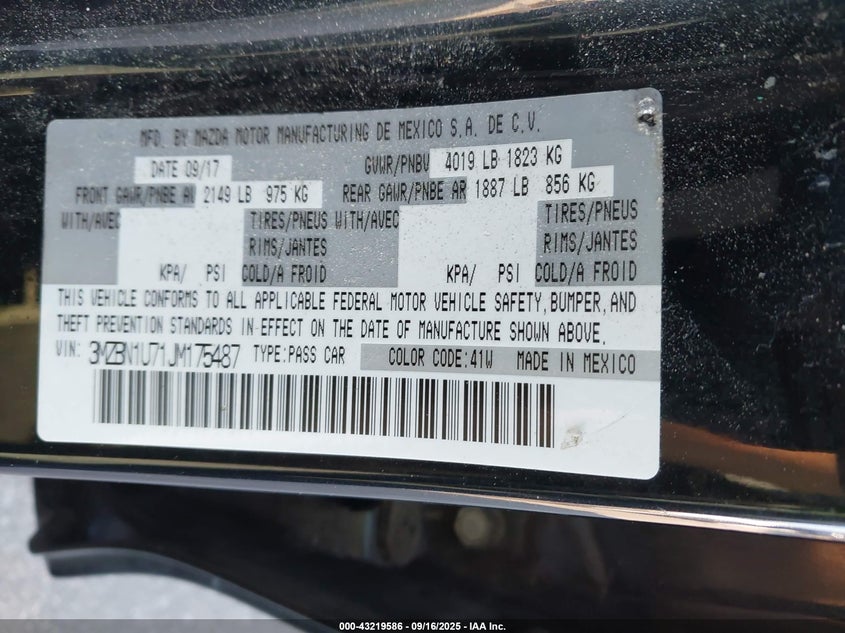 MFD. BY MAZDA MOTOR MANUFACTURING DE MEXICO S.A. DE C.V.
DATE 09/17 GVWR/PNBV 4019 LB 1823 KG
FRONT GAWR/PNBE AV 2149 LB 975 KG REAR GAWR/PNBE AR 1887 LB 856 KG
WITH/AVEC TIRES/PNEUS WITH/AVEC TIRES/PNEUS
RIMS/JANTES RIMS/JANTES
KPA/ PSI COLD/A FROID KPA/ PSI COLD/A FROID
THIS VEHICLE CONFORMS TO ALL APPLICABLE FEDERAL MOTOR VEHICLE SAFETY, BUMPER, AND
THEFT PREVENTION STANDARDS IN EFFECT ON THE DATE OF MANUFACTURE SHOWN ABOVE.
VIN: 3MZBN1U71JM175487 TYPE: PASS CAR COLOR CODE: 41W MADE IN MEXICO
000-43219586 - 09/16/2025 - IAA Inc.